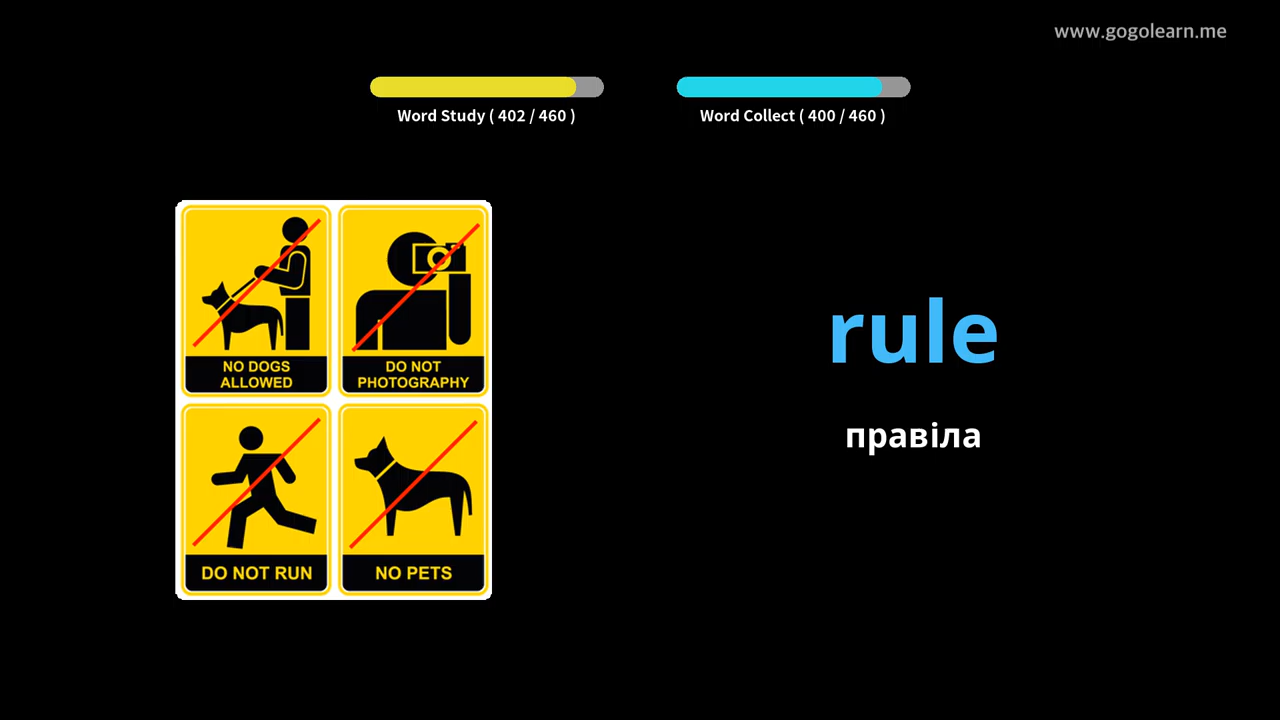 www.gogolearn.me
Word Study ( 402 / 460 )
Word Collect ( 400 / 460 )
NO DOGS
ALLOWED
DO NOT
PHOTOGRAPHY
DO NOT RUN
NO PETS
rule
правіла